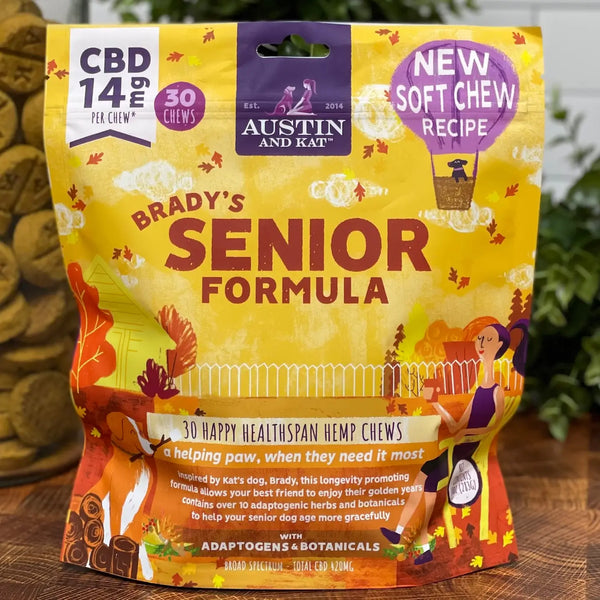 CBD
14mg
PER CHEW*
30
CHEWS
Est. 2014
AUSTIN
AND KAT™
NEW
SOFT CHEW
RECIPE
BRADY'S
SENIOR
FORMULA
30 HAPPY HEALTHSPAN HEMP CHEWS
a helping paw, when they need it most
inspired by Kat's dog, Brady, this longevity promoting
formula allows your best friend to enjoy their golden years
contains over 10 adaptogenic herbs and botanicals
to help your senior dog age more gracefully
WITH
ADAPTOGENS & BOTANICALS
BROAD SPECTRUM - TOTAL CBD 420MG